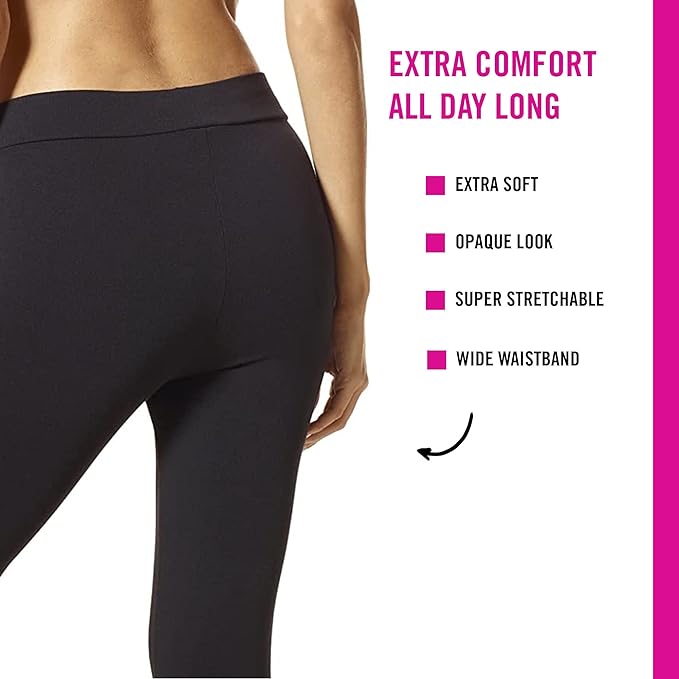 EXTRA COMFORT
ALL DAY LONG
EXTRA SOFT
OPAQUE LOOK
SUPER STRETCHABLE
WIDE WAISTBAND